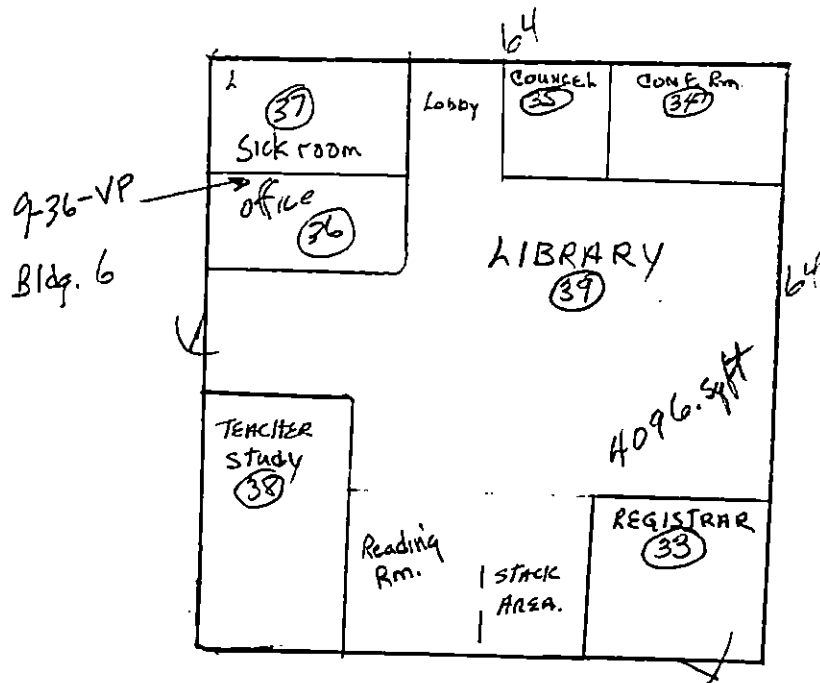 64
L
37
Sick room
Lobby
COUNCEL
35
CONF Rm.
34
9-36-VP
Bldg. 6
office
36
LIBRARY
39
64
4096. sqft
TEACHER
Study
38
Reading
Rm.
STACK
AREA.
REGISTRAR
33